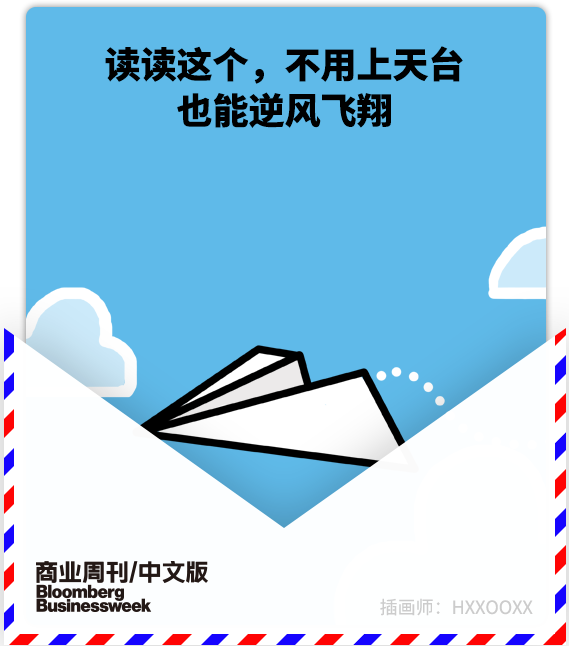 读读这个，不用上天台
也能逆风飞翔
商业周刊/中文版
Bloomberg
Businessweek
插画师：HXXOOXX